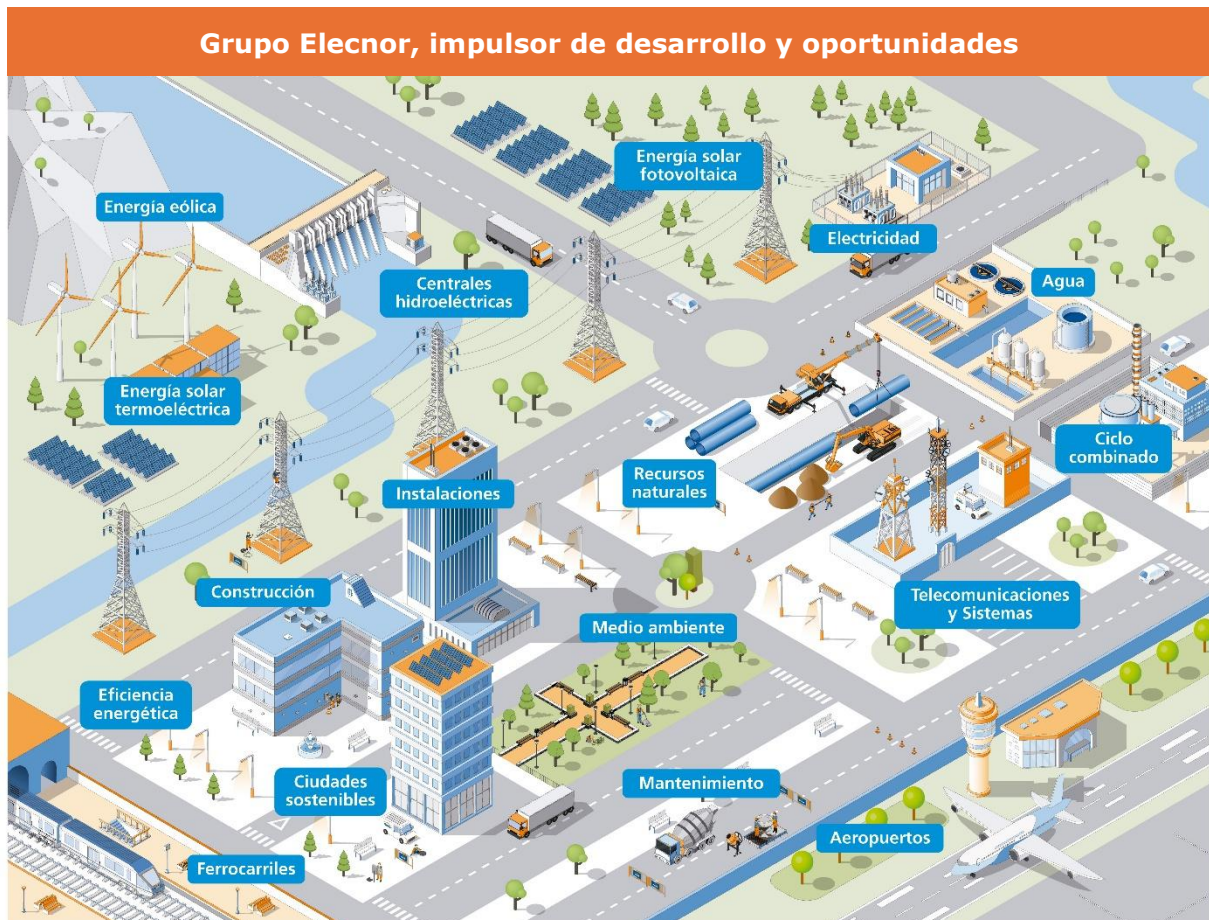 Grupo Elecnor, impulsor de desarrollo y oportunidades
Energía solar
fotovoltaica
Energía eólica
Electricidad
Centrales
hidroeléctricas
Agua
Energía solar
termoeléctrica
Ciclo
combinado
Recursos
naturales
Instalaciones
Construcción
Telecomunicaciones
y Sistemas
Medio ambiente
Eficiencia
energética
Ciudades
sostenibles
Mantenimiento
Aeropuertos
Ferrocarriles